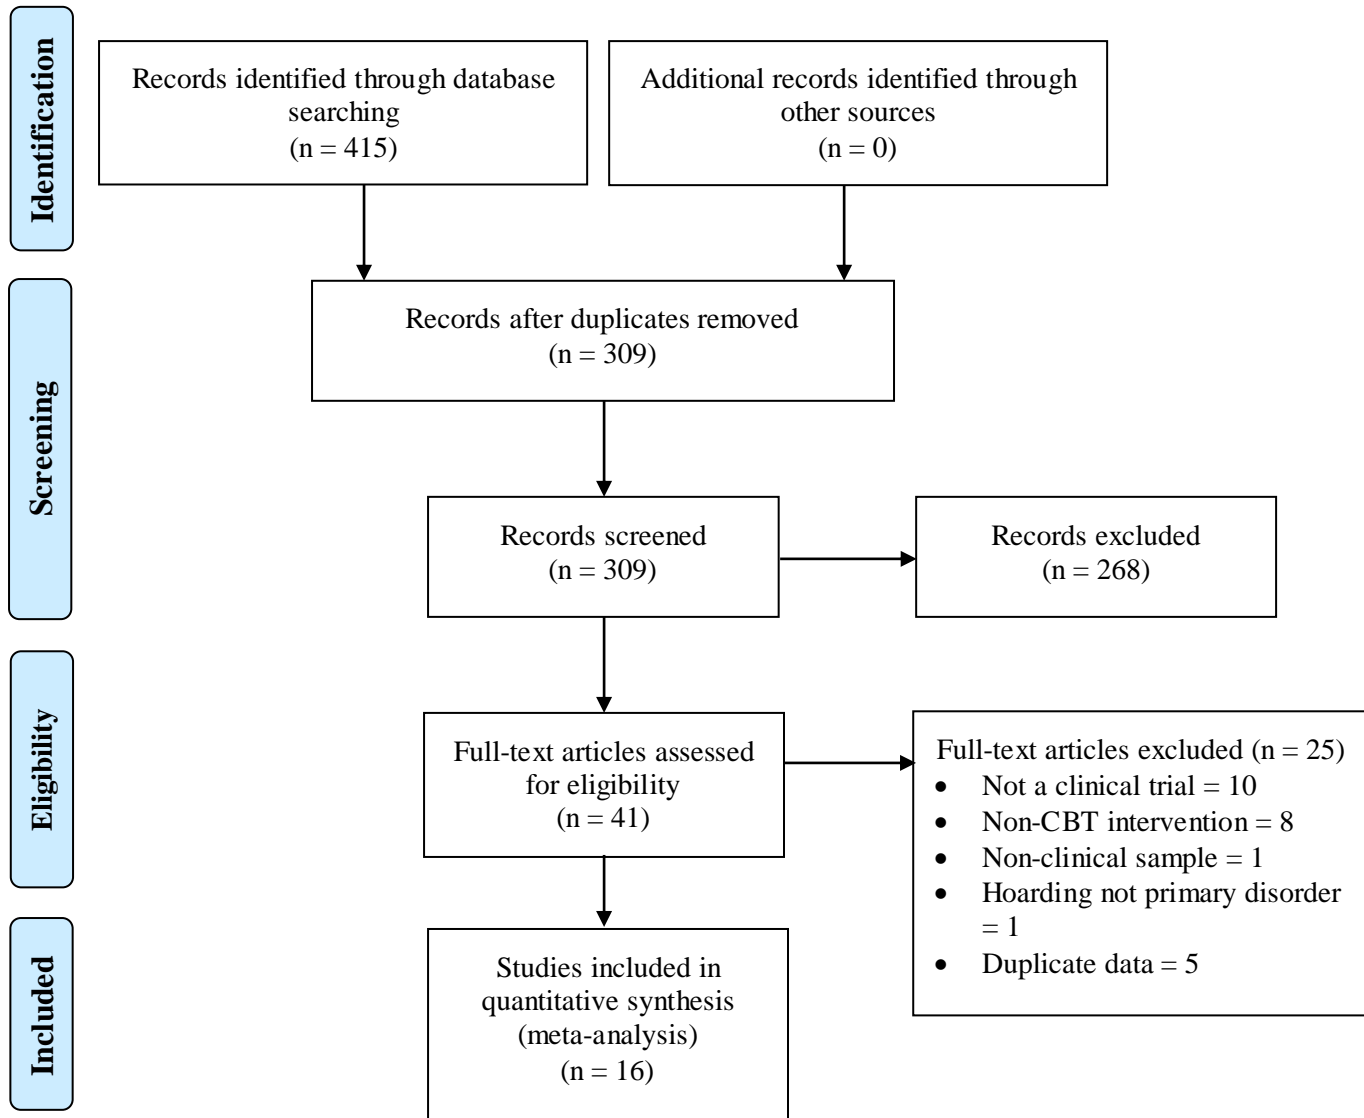 Identification
Records identified through database
searching
(n = 415)
Additional records identified through
other sources
(n = 0)
Screening
Records after duplicates removed
(n = 309)
Records screened
(n = 309)
Records excluded
(n = 268)
Eligibility
Full-text articles assessed
for eligibility
(n = 41)
Full-text articles excluded (n = 25)
• Not a clinical trial = 10
• Non-CBT intervention = 8
• Non-clinical sample = 1
• Hoarding not primary disorder
= 1
• Duplicate data = 5
Included
Studies included in
quantitative synthesis
(meta-analysis)
(n = 16)